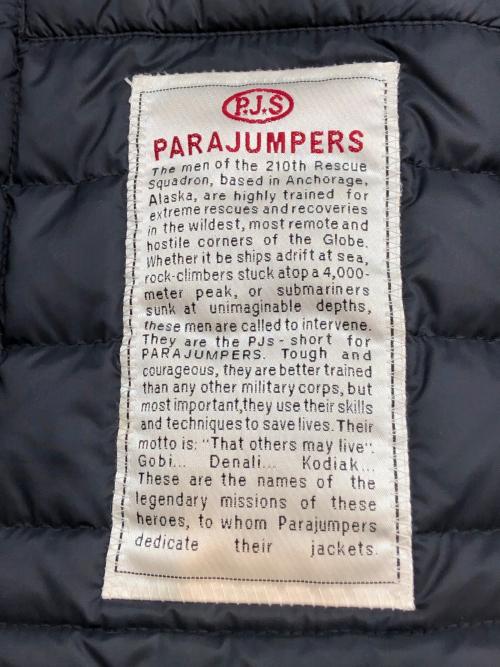 P.J.S
PARAJUMPERS
The men of the 210th Rescue
Squadron, based in Anchorage,
Alaska, are highly trained for
extreme rescues and recoveries
in the wildest, most remote and
hostile corners of the Globe.
Whether it be ships adrift at sea,
rock-climbers stuck atop a 4,000-
meter peak, or submariners
sunk at unimaginable depths,
these men are called to intervene.
They are the PJs - short for
PARAJUMPERS. Tough and
courageous, they are better trained
than any other military corps, but
most important,they use their skills
and techniques to save lives. Their
motto is: "That others may live".
Gobi... Denali... Kodiak...
These are the names of the
legendary missions of these
heroes, to whom Parajumpers
dedicate their jackets.